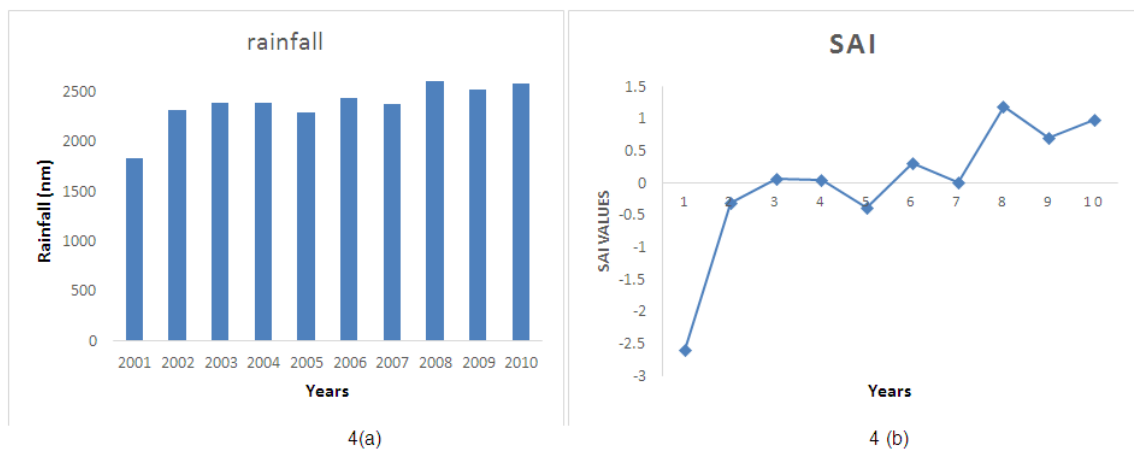 rainfall
Rainfall (nm)
2500
2000
1500
1000
500
0
2001 2002 2003 2004 2005 2006 2007 2008 2009 2010
Years
4(a)
SAI
SAI VALUES
1.5
1
0.5
0
-0.5
-1
-1.5
-2
-2.5
-3
1 2 3 4 5 6 7 8 9 10
Years
4 (b)